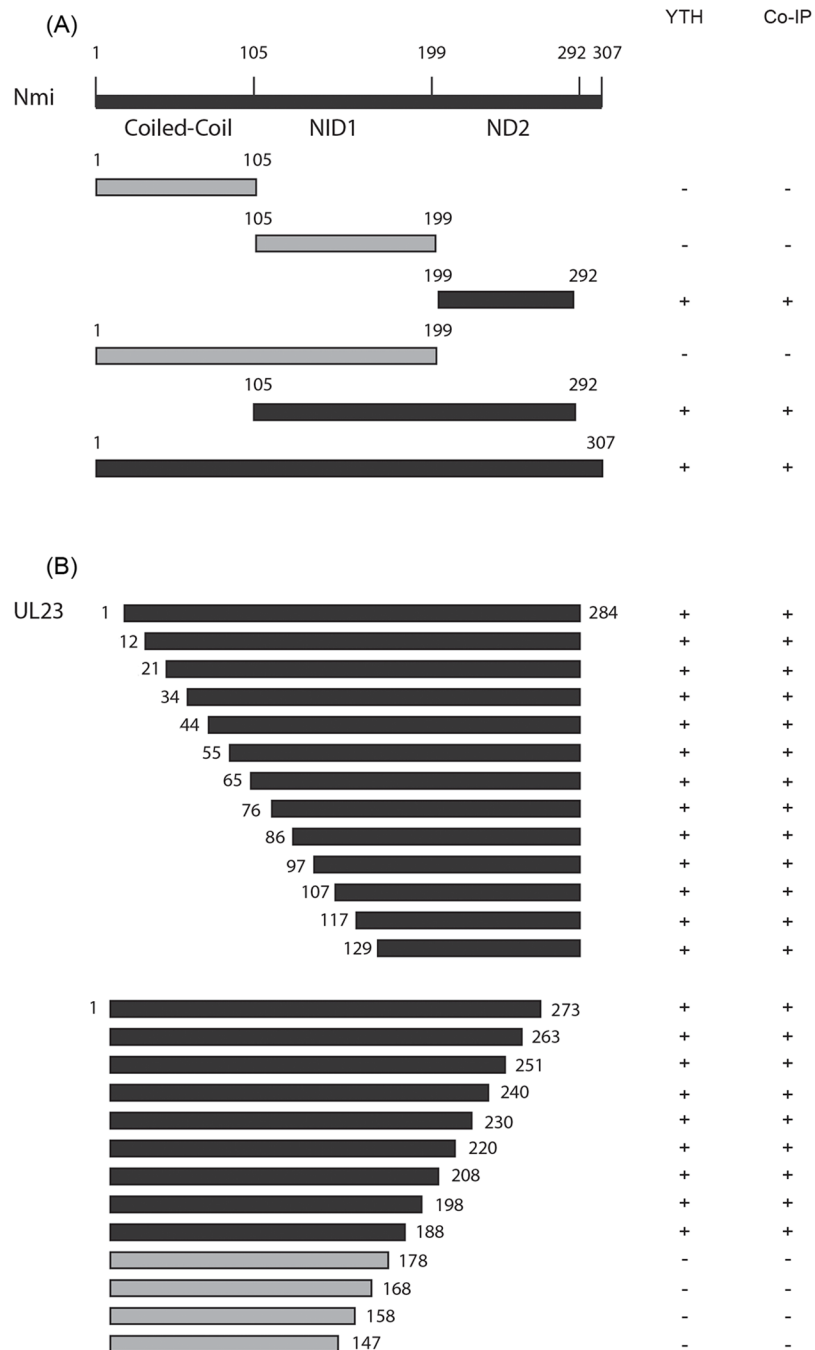 (A) YTH Co-IP
1 105 199 292 307
Nmi
Coiled-Coil NID1 ND2
1 105
- -
105 199
- -
199 292
+ +
1 199
- -
105 292
+ +
1 307
+ +
(B)
UL23 1 284 + +
12 + +
21 + +
34 + +
44 + +
55 + +
65 + +
76 + +
86 + +
97 + +
107 + +
117 + +
129 + +
1 273 + +
263 + +
251 + +
240 + +
230 + +
220 + +
208 + +
198 + +
188 + +
178 - -
168 - -
158 - -
147 - -